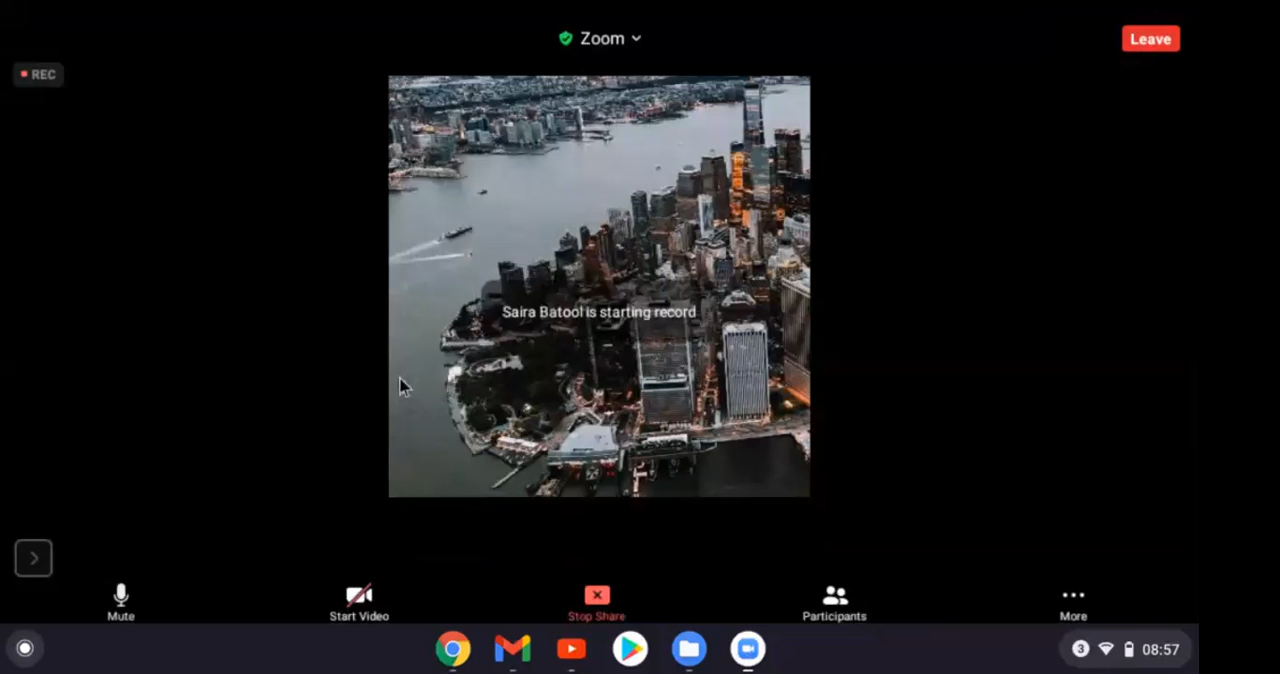 Zoom
Leave
REC
Saira Batool is starting record
Mute
Start Video
Stop Share
Participants
More
3
08:57